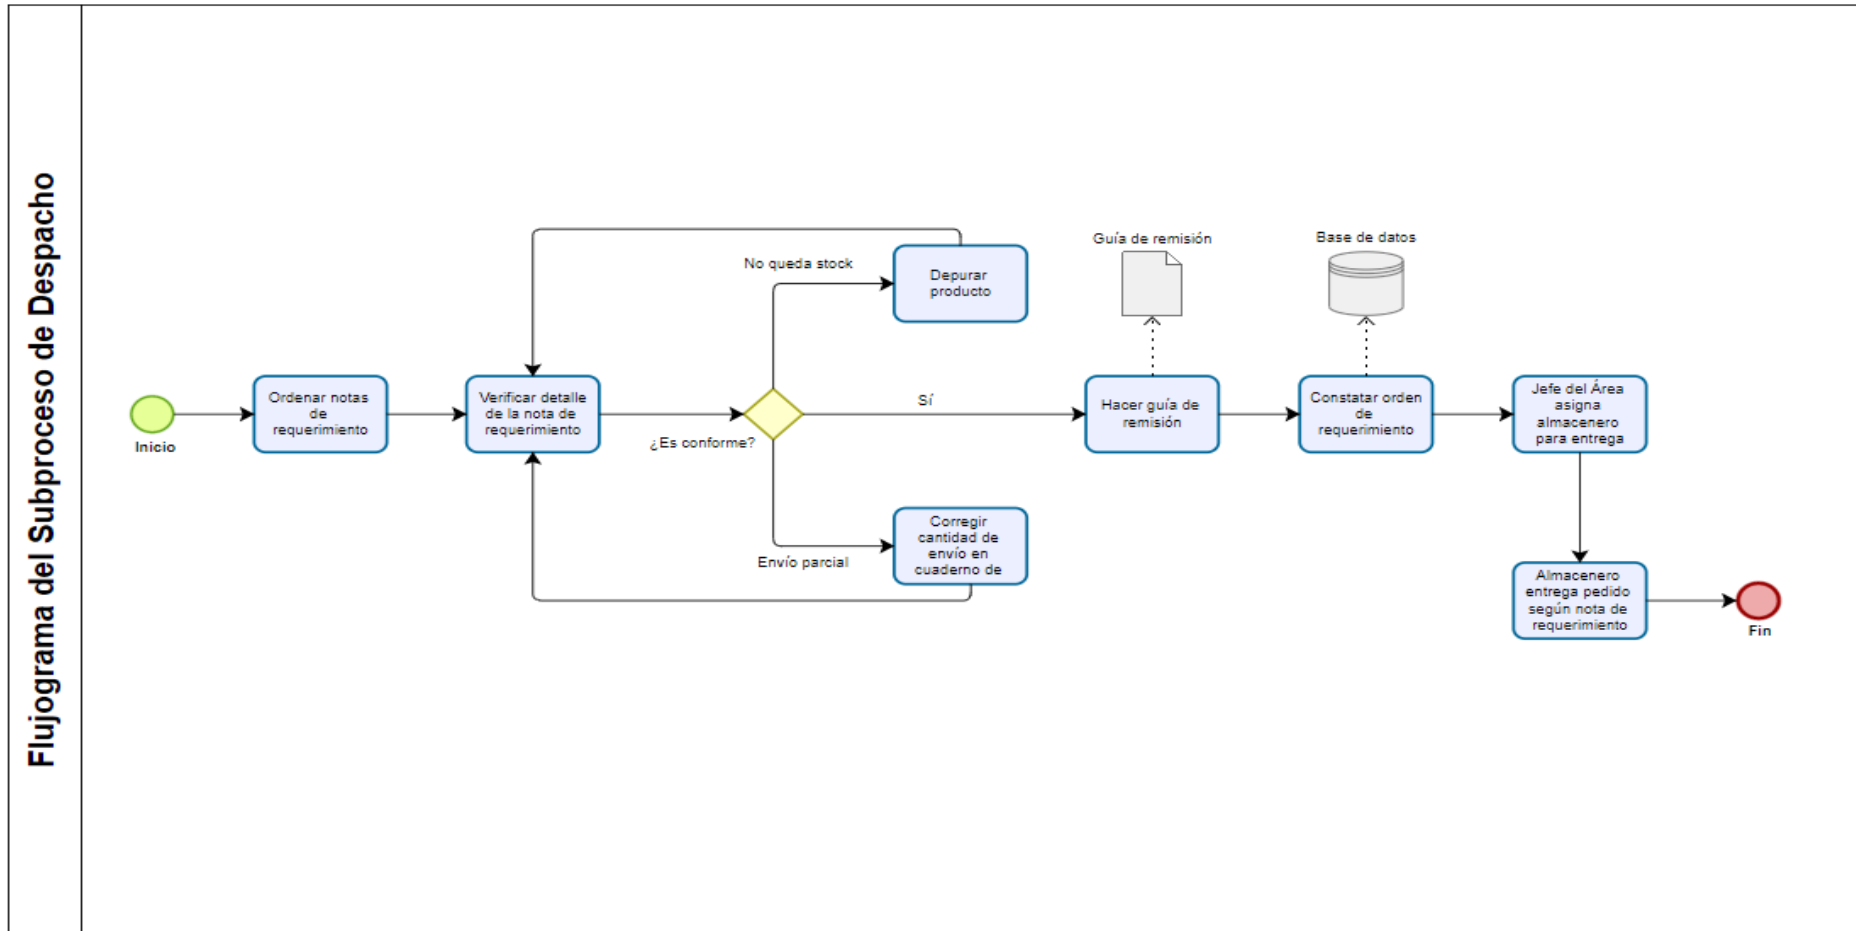 Flujograma del Subproceso de Despacho
Inicio
Ordenar notas
de
requerimiento
Verificar detalle
de la nota de
requerimiento
¿Es conforme?
No queda stock
Depurar
producto
Sí
Envío parcial
Corregir
cantidad de
envío en
cuaderno de
Guía de remisión
Hacer guía de
remisión
Base de datos
Constatar orden
de
requerimiento
Jefe del Área
asigna
almacenero
para entrega
Almacenero
entrega pedido
según nota de
requerimiento
Fin